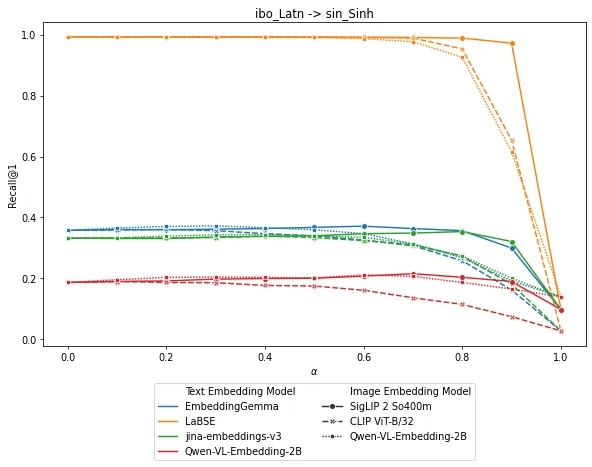 ibo_Latn -> sin_Sinh
Recall@1
1.0
0.8
0.6
0.4
0.2
0.0
0.0 0.2 0.4 0.6 0.8 1.0
α
Text Embedding Model
EmbeddingGemma
LaBSE
jina-embeddings-v3
Qwen-VL-Embedding-2B
Image Embedding Model
SigLIP 2 So400m
CLIP ViT-B/32
Qwen-VL-Embedding-2B